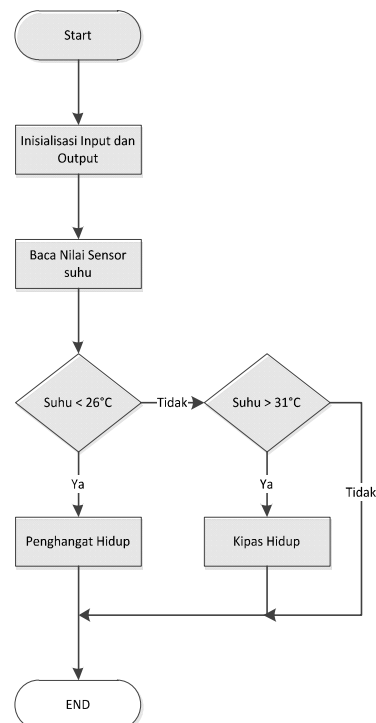 Start
Inisialisasi Input dan
Output
Baca Nilai Sensor
suhu
Suhu < 26°C
Tidak
Suhu > 31°C
Ya
Ya
Tidak
Penghangat Hidup
Kipas Hidup
END